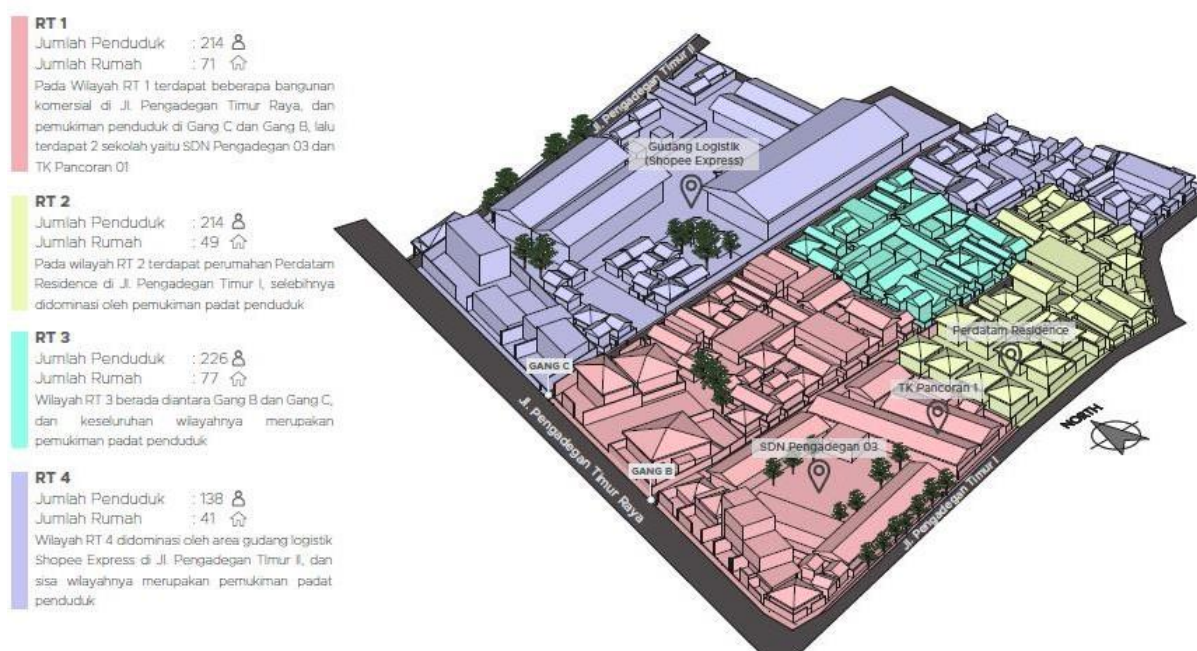 RT 1
Jumlah Penduduk : 214
Jumlah Rumah : 71
Pada Wilayah RT 1 terdapat beberapa bangunan
komersial di Jl. Pengadegan Timur Raya, dan
pemukiman penduduk di Gang C dan Gang B, lalu
terdapat 2 sekolah yaitu SDN Pengadegan 03 dan
TK Pancoran 01
RT 2
Jumlah Penduduk : 214
Jumlah Rumah : 49
Pada wilayah RT 2 terdapat perumahan Perdatam
Residence di Jl. Pengadegan Timur I, selebihnya
didominasi oleh pemukiman padat penduduk
RT 3
Jumlah Penduduk : 226
Jumlah Rumah : 77
Wilayah RT 3 berada diantara Gang B dan Gang C,
dan keseluruhan wilayahnya merupakan
pemukiman padat penduduk
RT 4
Jumlah Penduduk : 138
Jumlah Rumah : 41
Wilayah RT 4 didominasi oleh area gudang logistik
Shopee Express di Jl. Pengadegan Timur II, dan
sisa wilayahnya merupakan pemukiman padat
penduduk
Jl. Pengadegan Timur II
Gudang Logistik
(Shopee Express)
Perdatam Residence
GANG C
TK Pancoran 1
Jl. Pengadegan Timur Raya
SDN Pengadegan 03
GANG B
Jl. Pengadegan Timur I
NORTH